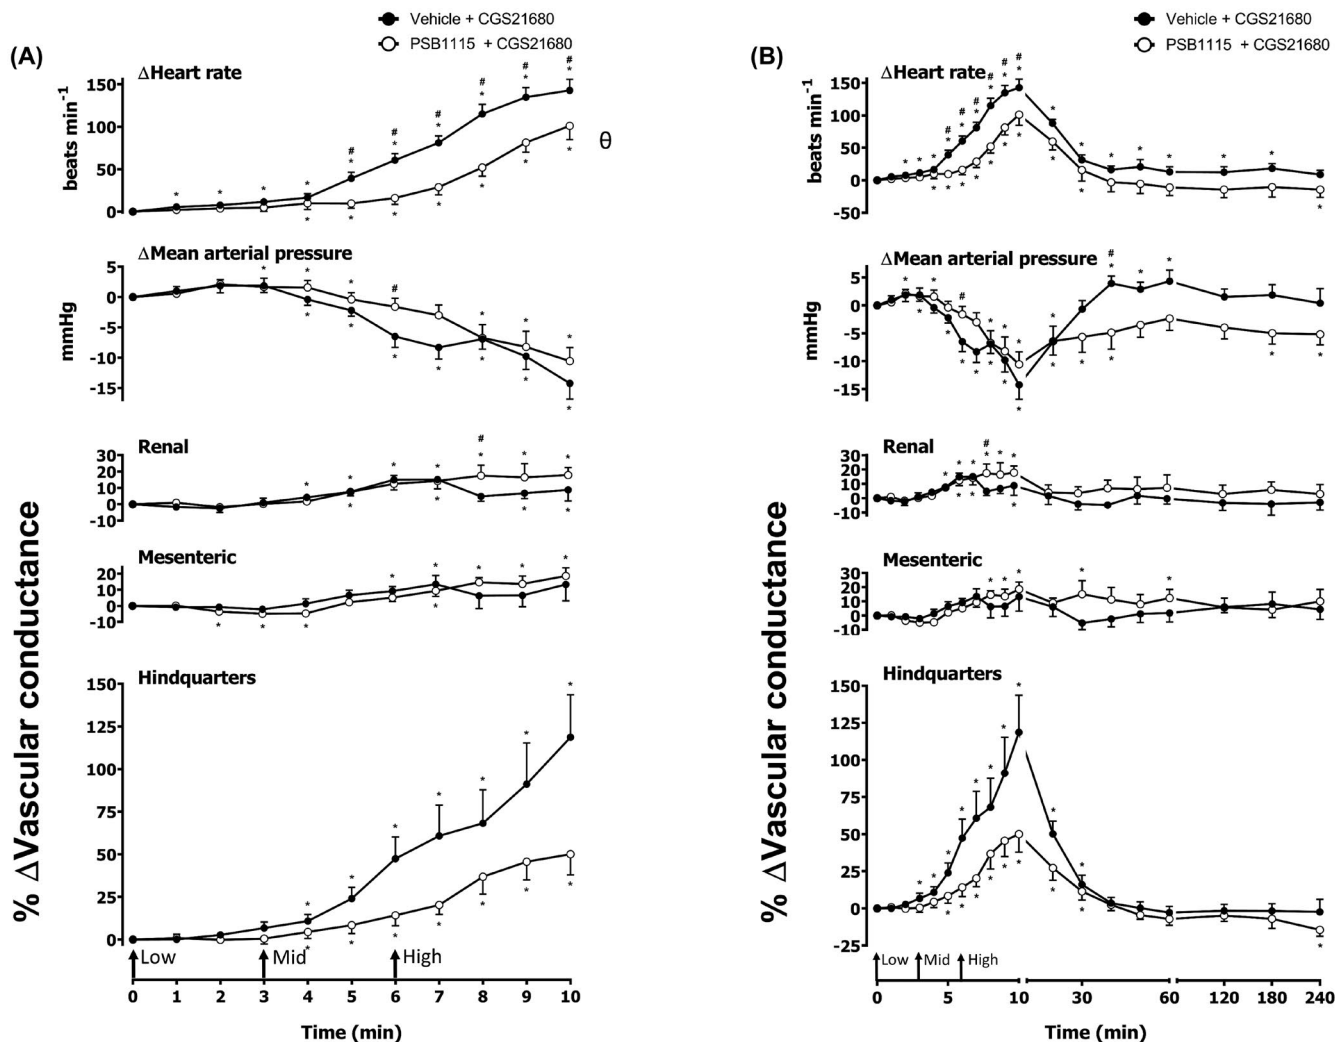 Vehicle + CGS21680
PSB1115 + CGS21680
(A)
ΔHeart rate
beats min-1
150
100
50
0
θ
ΔMean arterial pressure
mmHg
5
0
-5
-10
-15
% ΔVascular conductance
Renal
30
20
10
0
-10
Mesenteric
20
10
0
-10
Hindquarters
150
125
100
75
50
25
0
Low
Mid
High
0 1 2 3 4 5 6 7 8 9 10
Time (min)
Vehicle + CGS21680
PSB1115 + CGS21680
(B)
ΔHeart rate
beats min-1
150
100
50
0
-50
ΔMean arterial pressure
mmHg
5
0
-5
-10
-15
% ΔVascular conductance
Renal
30
20
10
0
-10
Mesenteric
30
20
10
0
-10
Hindquarters
150
125
100
75
50
25
0
-25
Low
Mid
High
0 5 10 30 60 120 180 240
Time (min)